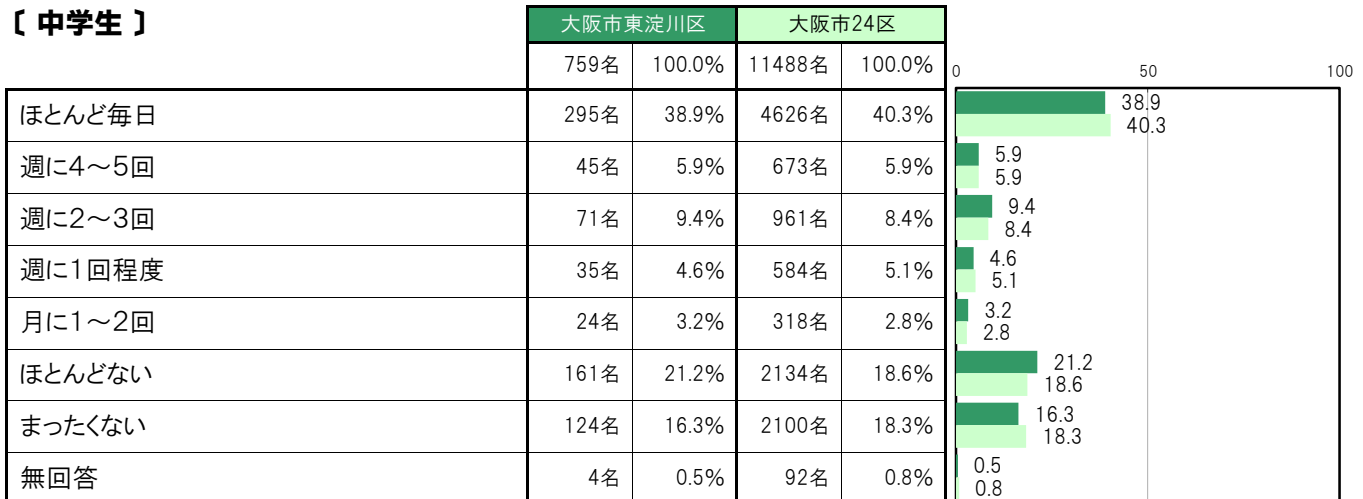 〔 中学生 〕
大阪市東淀川区 大阪市24区
759名 100.0% 11488名 100.0%
0 50 100
ほとんど毎日 295名 38.9% 4626名 40.3%
38.9
40.3
週に4～5回 45名 5.9% 673名 5.9%
5.9
5.9
週に2～3回 71名 9.4% 961名 8.4%
9.4
8.4
週に1回程度 35名 4.6% 584名 5.1%
4.6
5.1
月に1～2回 24名 3.2% 318名 2.8%
3.2
2.8
ほとんどない 161名 21.2% 2134名 18.6%
21.2
18.6
まったくない 124名 16.3% 2100名 18.3%
16.3
18.3
無回答 4名 0.5% 92名 0.8%
0.5
0.8